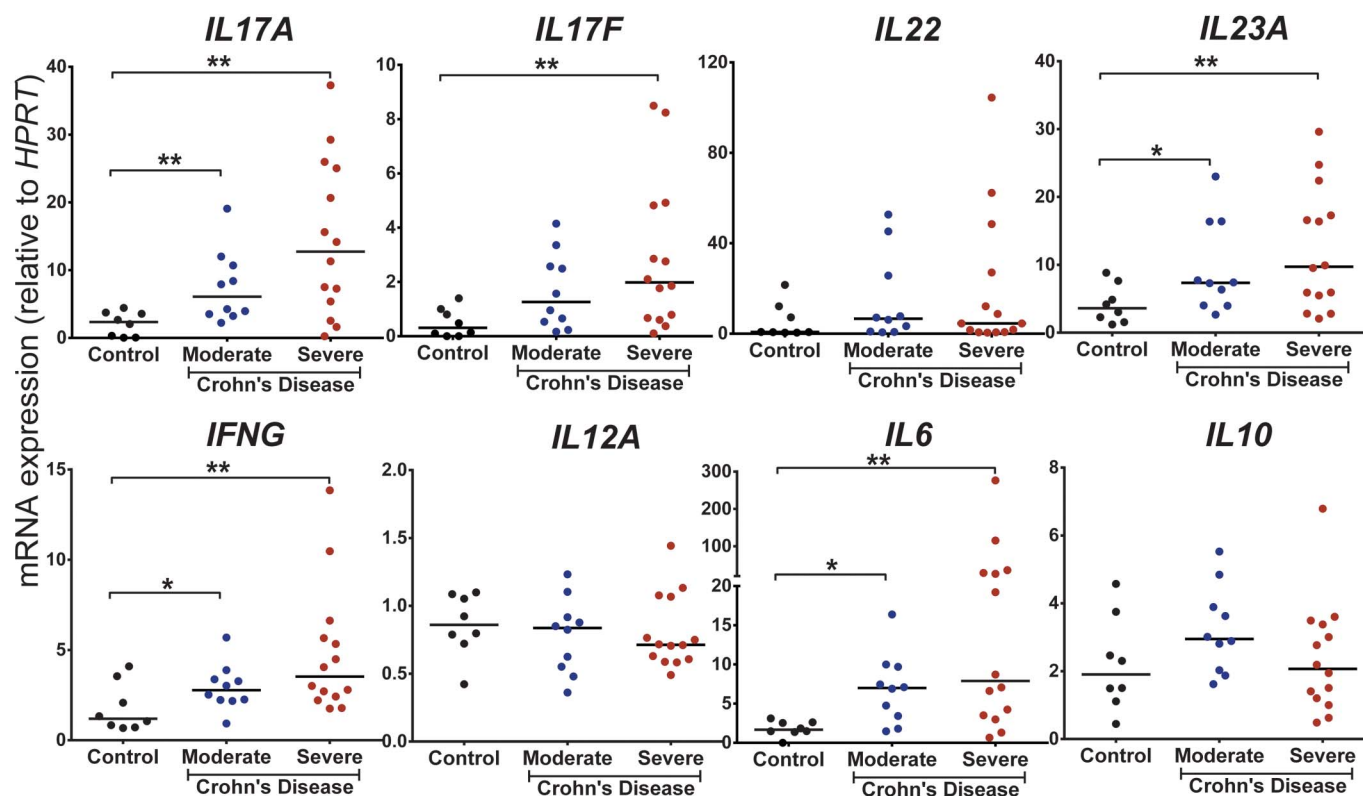 mRNA expression (relative to HPRT)
IL17A
**
**
40
30
20
10
0
Control
Moderate
Severe
Crohn's Disease
IL17F
**
10
8
6
4
2
0
Control
Moderate
Severe
Crohn's Disease
IL22
120
80
40
0
Control
Moderate
Severe
Crohn's Disease
IL23A
**
*
40
30
20
10
0
Control
Moderate
Severe
Crohn's Disease
IFNG
**
*
15
10
5
0
Control
Moderate
Severe
Crohn's Disease
IL12A
2.0
1.5
1.0
0.5
0.0
Control
Moderate
Severe
Crohn's Disease
IL6
**
*
300
250
200
150
100
50
20
15
10
5
0
Control
Moderate
Severe
Crohn's Disease
IL10
8
6
4
2
0
Control
Moderate
Severe
Crohn's Disease